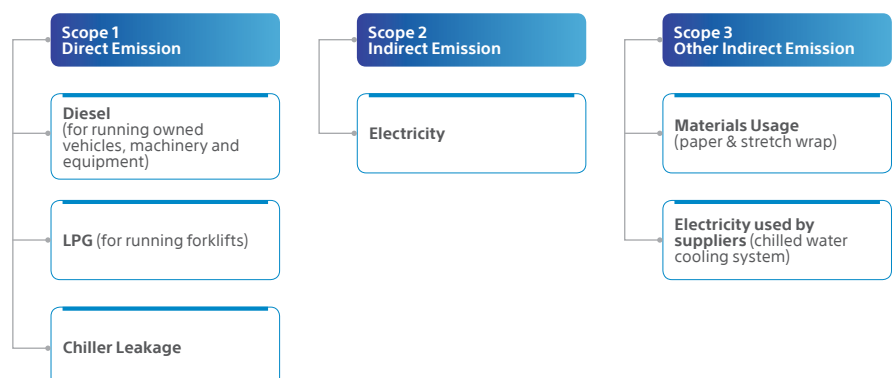 Scope 1
Direct Emission
Diesel
(for running owned
vehicles, machinery and
equipment)
LPG (for running forklifts)
Chiller Leakage
Scope 2
Indirect Emission
Electricity
Scope 3
Other Indirect Emission
Materials Usage
(paper & stretch wrap)
Electricity used by
suppliers (chilled water
cooling system)